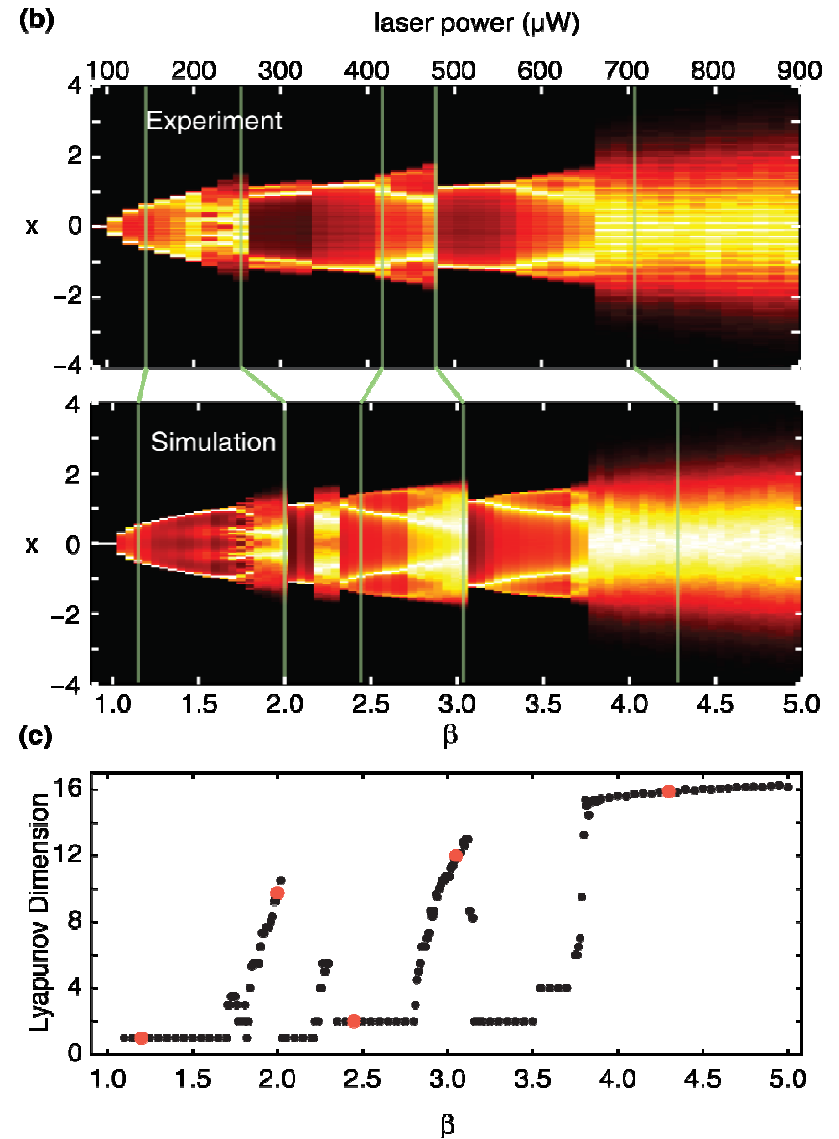 (b)
laser power (µW)
100 200 300 400 500 600 700 800 900
4
Experiment
2
x 0
−2
−4
4
Simulation
2
x 0
−2
−4
1.0 1.5 2.0 2.5 3.0 3.5 4.0 4.5 5.0
β
(c)
Lyapunov Dimension
16
12
8
4
0
1.0 1.5 2.0 2.5 3.0 3.5 4.0 4.5 5.0
β